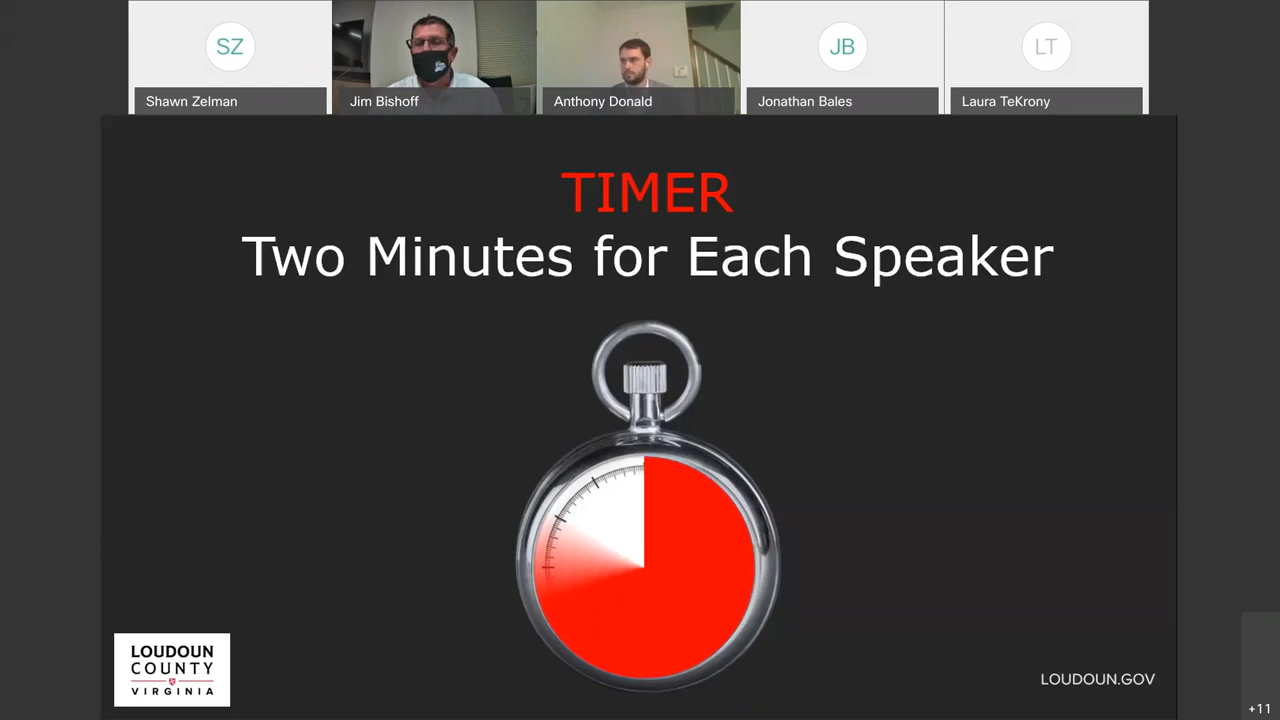 SZ
JB
LT
Shawn Zelman
Jim Bishoff
Anthony Donald
Jonathan Bales
Laura TeKrony
TIMER
Two Minutes for Each Speaker
LOUDOUN
COUNTY
VIRGINIA
LOUDOUN.GOV
+11